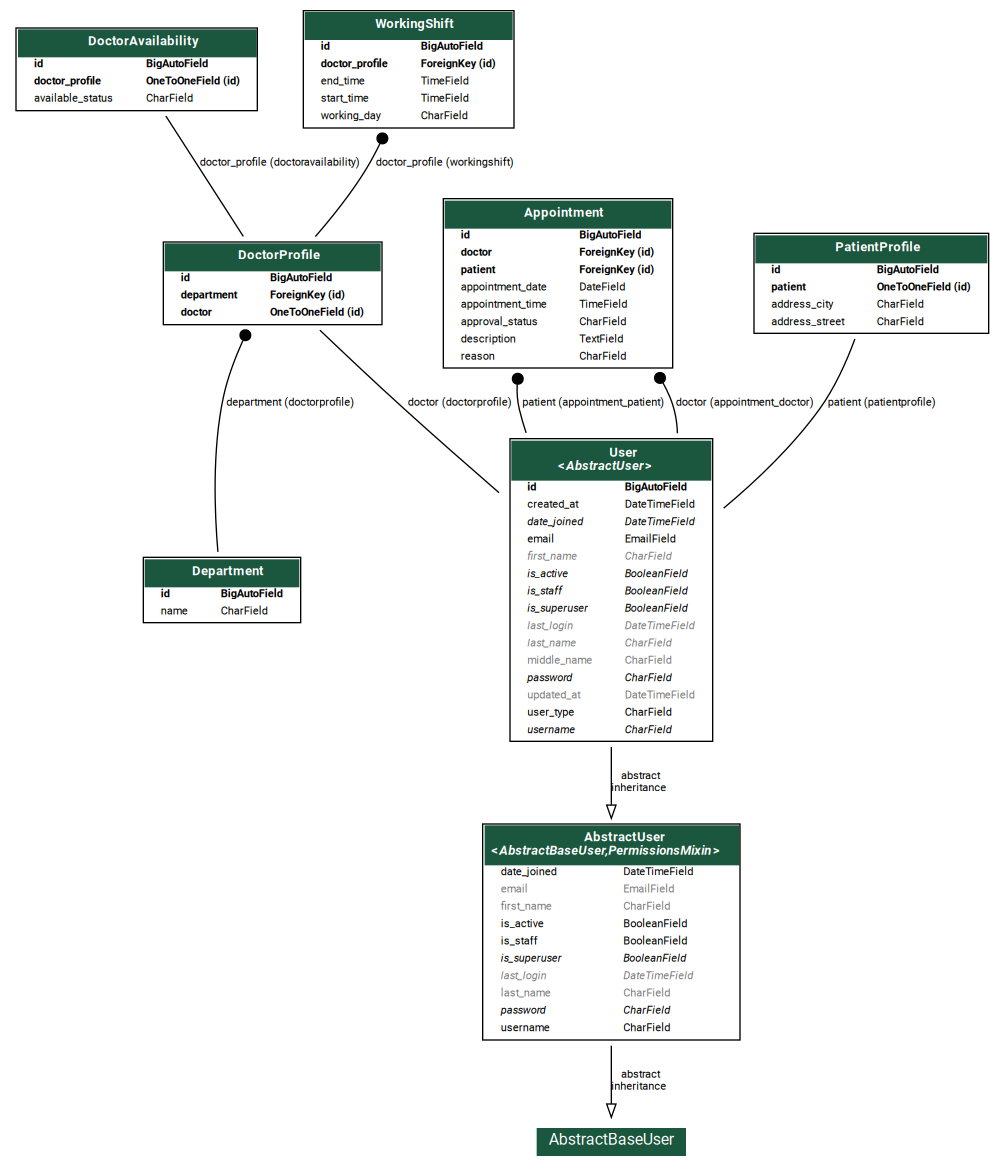 DoctorAvailability
id BigAutoField
doctor_profile OneToOneField (id)
available_status CharField
WorkingShift
id BigAutoField
doctor_profile ForeignKey (id)
end_time TimeField
start_time TimeField
working_day CharField
doctor_profile (doctoravailability)
doctor_profile (workingshift)
Appointment
id BigAutoField
doctor ForeignKey (id)
patient ForeignKey (id)
appointment_date DateField
appointment_time TimeField
approval_status CharField
description TextField
reason CharField
PatientProfile
id BigAutoField
patient OneToOneField (id)
address_city CharField
address_street CharField
DoctorProfile
id BigAutoField
department ForeignKey (id)
doctor OneToOneField (id)
department (doctorprofile)
doctor (doctorprofile)
patient (appointment_patient)
doctor (appointment_doctor)
patient (patientprofile)
User
<AbstractUser>
id BigAutoField
created_at DateTimeField
date_joined DateTimeField
email EmailField
first_name CharField
is_active BooleanField
is_staff BooleanField
is_superuser BooleanField
last_login DateTimeField
last_name CharField
middle_name CharField
password CharField
updated_at DateTimeField
user_type CharField
username CharField
Department
id BigAutoField
name CharField
abstract
inheritance
AbstractUser
<AbstractBaseUser,PermissionsMixin>
date_joined DateTimeField
email EmailField
first_name CharField
is_active BooleanField
is_staff BooleanField
is_superuser BooleanField
last_login DateTimeField
last_name CharField
password CharField
username CharField
abstract
inheritance
AbstractBaseUser